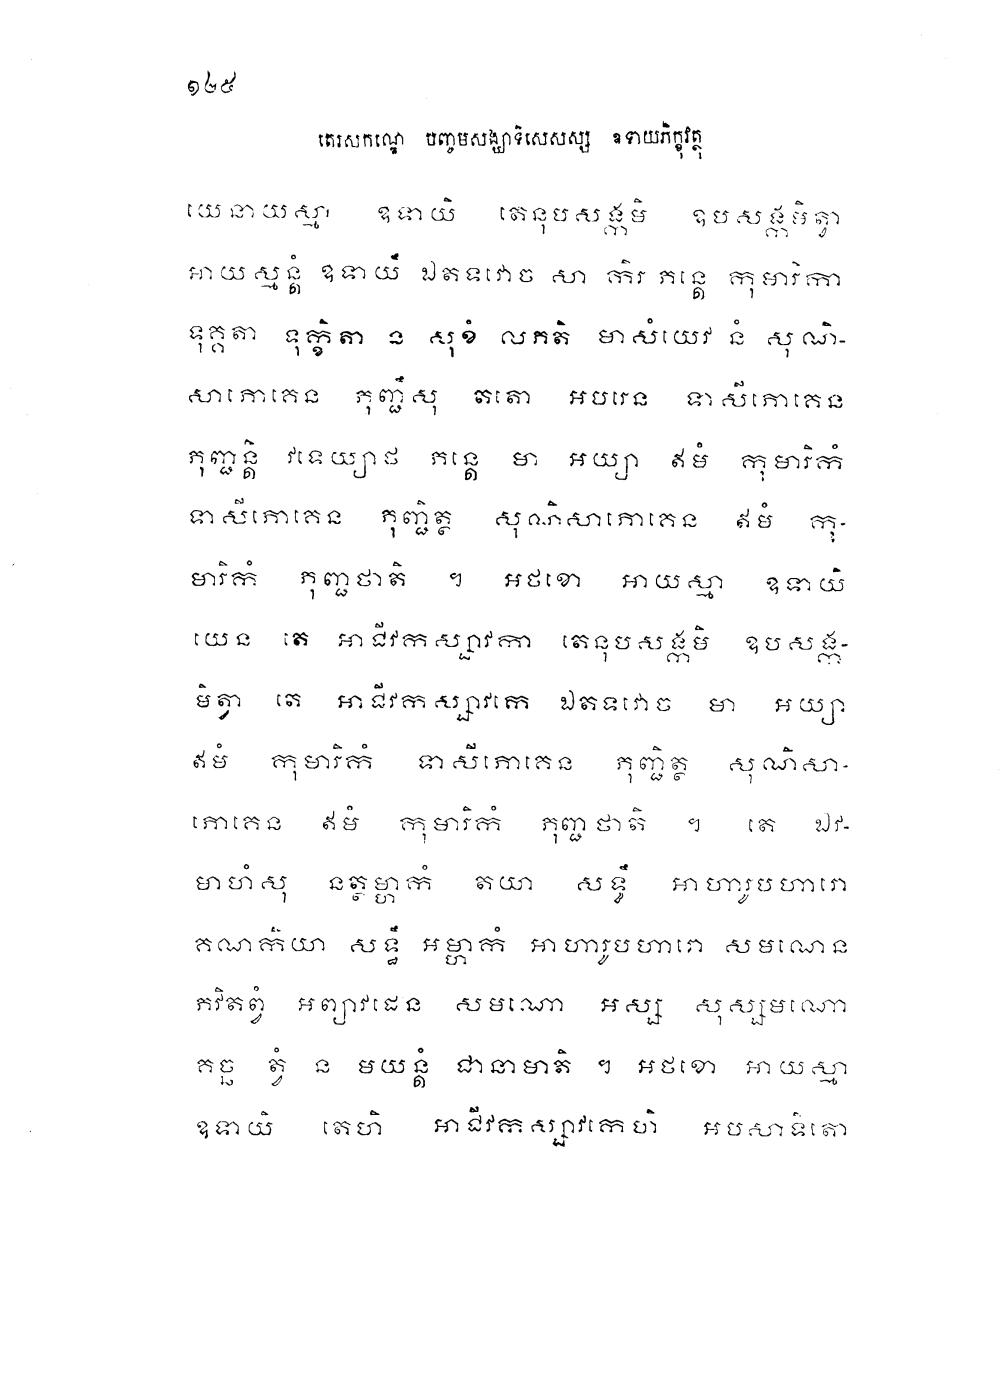 ១២៥
តេរសកណ្ឌេ បញ្ចមសង្ឃាទិសេសស្ស ឧទាយភិក្ខុវត្ថុ
យេនាយស្មា ឧទាយិ តេនុបសង្កមិ ឧបសង្កមិត្វា
អាយស្មន្តំ ឧទាយឹ ឯតទវោច សា កិរ ភន្តេ កុមារិកា
ទុគ្គតា ទុក្ខិតា ន សុខំ លភតិ មាសំយេវ នំ សុណិ-
សាភោគេន ភុញ្ជឹសុ តតោ អបរេន ទាសីភោគេន
ភុញ្ជន្តិ វទេយ្យាថ ភន្តេ មា អយ្យា ឥមំ កុមារិកំ
ទាសីភោគេន ភុញ្ជិត្ថ សុណិសាភោគេន ឥមំ កុ-
មារិកំ ភុញ្ជថាតិ ។ អថខោ អាយស្មា ឧទាយិ
យេន តេ អាជីវកស្សាវកា តេនុបសង្កមិ ឧបសង្ក-
មិត្វា តេ អាជីវកស្សាវកេ ឯតទវោច មា អយ្យា
ឥមំ កុមារិកំ ទាសីភោគេន ភុញ្ជិត្ថ សុណិសា-
ភោគេន ឥមំ កុមារិកំ ភុញ្ជថាតិ ។ តេ ឯវ-
មាហំសុ នត្ថម្ហាកំ តយា សទ្ធឹ អាហារូបហារោ
គណកិយា សទ្ធឹ អម្ហាកំ អាហារូបហារោ សមណេន
ភវិតព្វំ អព្យាវដេន សមណោ អស្ស សុស្សមណោ
គច្ឆ ត្វំ ន មយន្តំ ជានាមាតិ ។ អថខោ អាយស្មា
ឧទាយិ តេហិ អាជីវកស្សាវកេហិ អបសាទិតោ